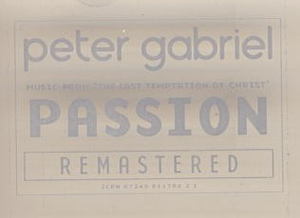 peter gabriel
MUSIC FROM "THE LAST TEMPTATION OF CHRIST"
PASSION
REMASTERED